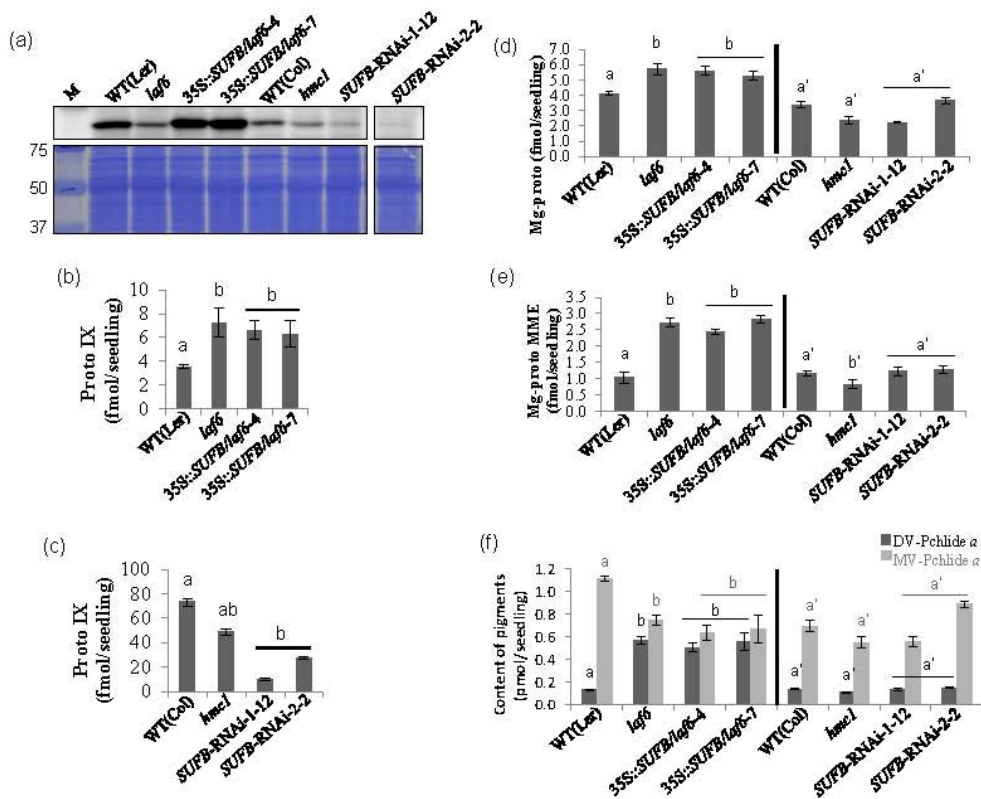 (a)
M
WT(Ler)
laf6
35S::SUFB/laf6-4
35S::SUFB/laf6-7
WT(Col)
hmc1
SUFB-RNAi-1-12
SUFB-RNAi-2-2
75
50
37
(b)
Proto IX
(fmol/seedling)
8
6
4
2
0
a
b
b
WT(Ler)
laf6
35S::SUFB/laf6-4
35S::SUFB/laf6-7
(c)
Proto IX
(fmol/seedling)
100
80
60
40
20
0
a
ab
b
WT(Col)
hmc1
SUFB-RNAi-1-12
SUFB-RNAi-2-2
(d)
Mg-proto (fmol/seedling)
7.0
6.0
5.0
4.0
3.0
2.0
1.0
0.0
a
b
b
a'
a'
a'
WT(Ler)
laf6
35S::SUFB/laf6-4
35S::SUFB/laf6-7
WT(Col)
hmc1
SUFB-RNAi-1-12
SUFB-RNAi-2-2
(e)
Mg-proto MME
(fmol/seedling)
3.5
3.0
2.5
2.0
1.5
1.0
0.5
0.0
a
b
b
a'
b'
a'
WT(Ler)
laf6
35S::SUFB/laf6-4
35S::SUFB/laf6-7
WT(Col)
hmc1
SUFB-RNAi-1-12
SUFB-RNAi-2-2
(f)
DV-Pchlide a
MV-Pchlide a
Content of pigments
(pmol/seedling)
1.2
1.0
0.8
0.6
0.4
0.2
0.0
a
a
b
b
b
b
a'
a'
a'
a'
a'
a'
WT(Ler)
laf6
35S::SUFB/laf6-4
35S::SUFB/laf6-7
WT(Col)
hmc1
SUFB-RNAi-1-12
SUFB-RNAi-2-2